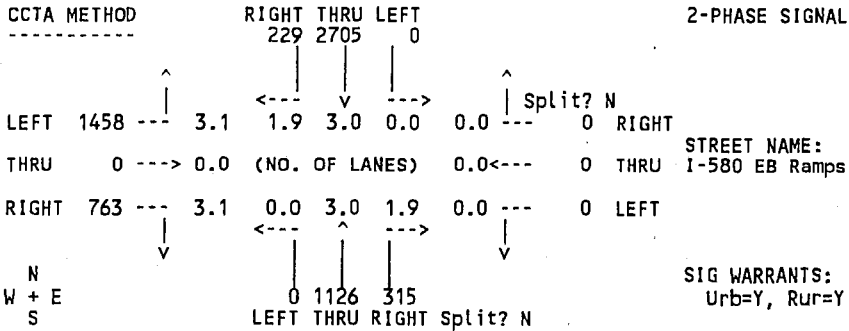 CCTA METHOD RIGHT THRU LEFT 2-PHASE SIGNAL
----------- 229 2705 0
^ ^
<--- v ---> | Split? N
LEFT 1458 --- 3.1 1.9 3.0 0.0 0.0 --- 0 RIGHT
STREET NAME:
THRU 0 ---> 0.0 (NO. OF LANES) 0.0<--- 0 THRU I-580 EB Ramps
RIGHT 763 --- 3.1 0.0 3.0 1.9 0.0 --- 0 LEFT
<--- ^ --->
v v
N SIG WARRANTS:
W + E 0 1126 315 Urb=Y, Rur=Y
S LEFT THRU RIGHT Split? N